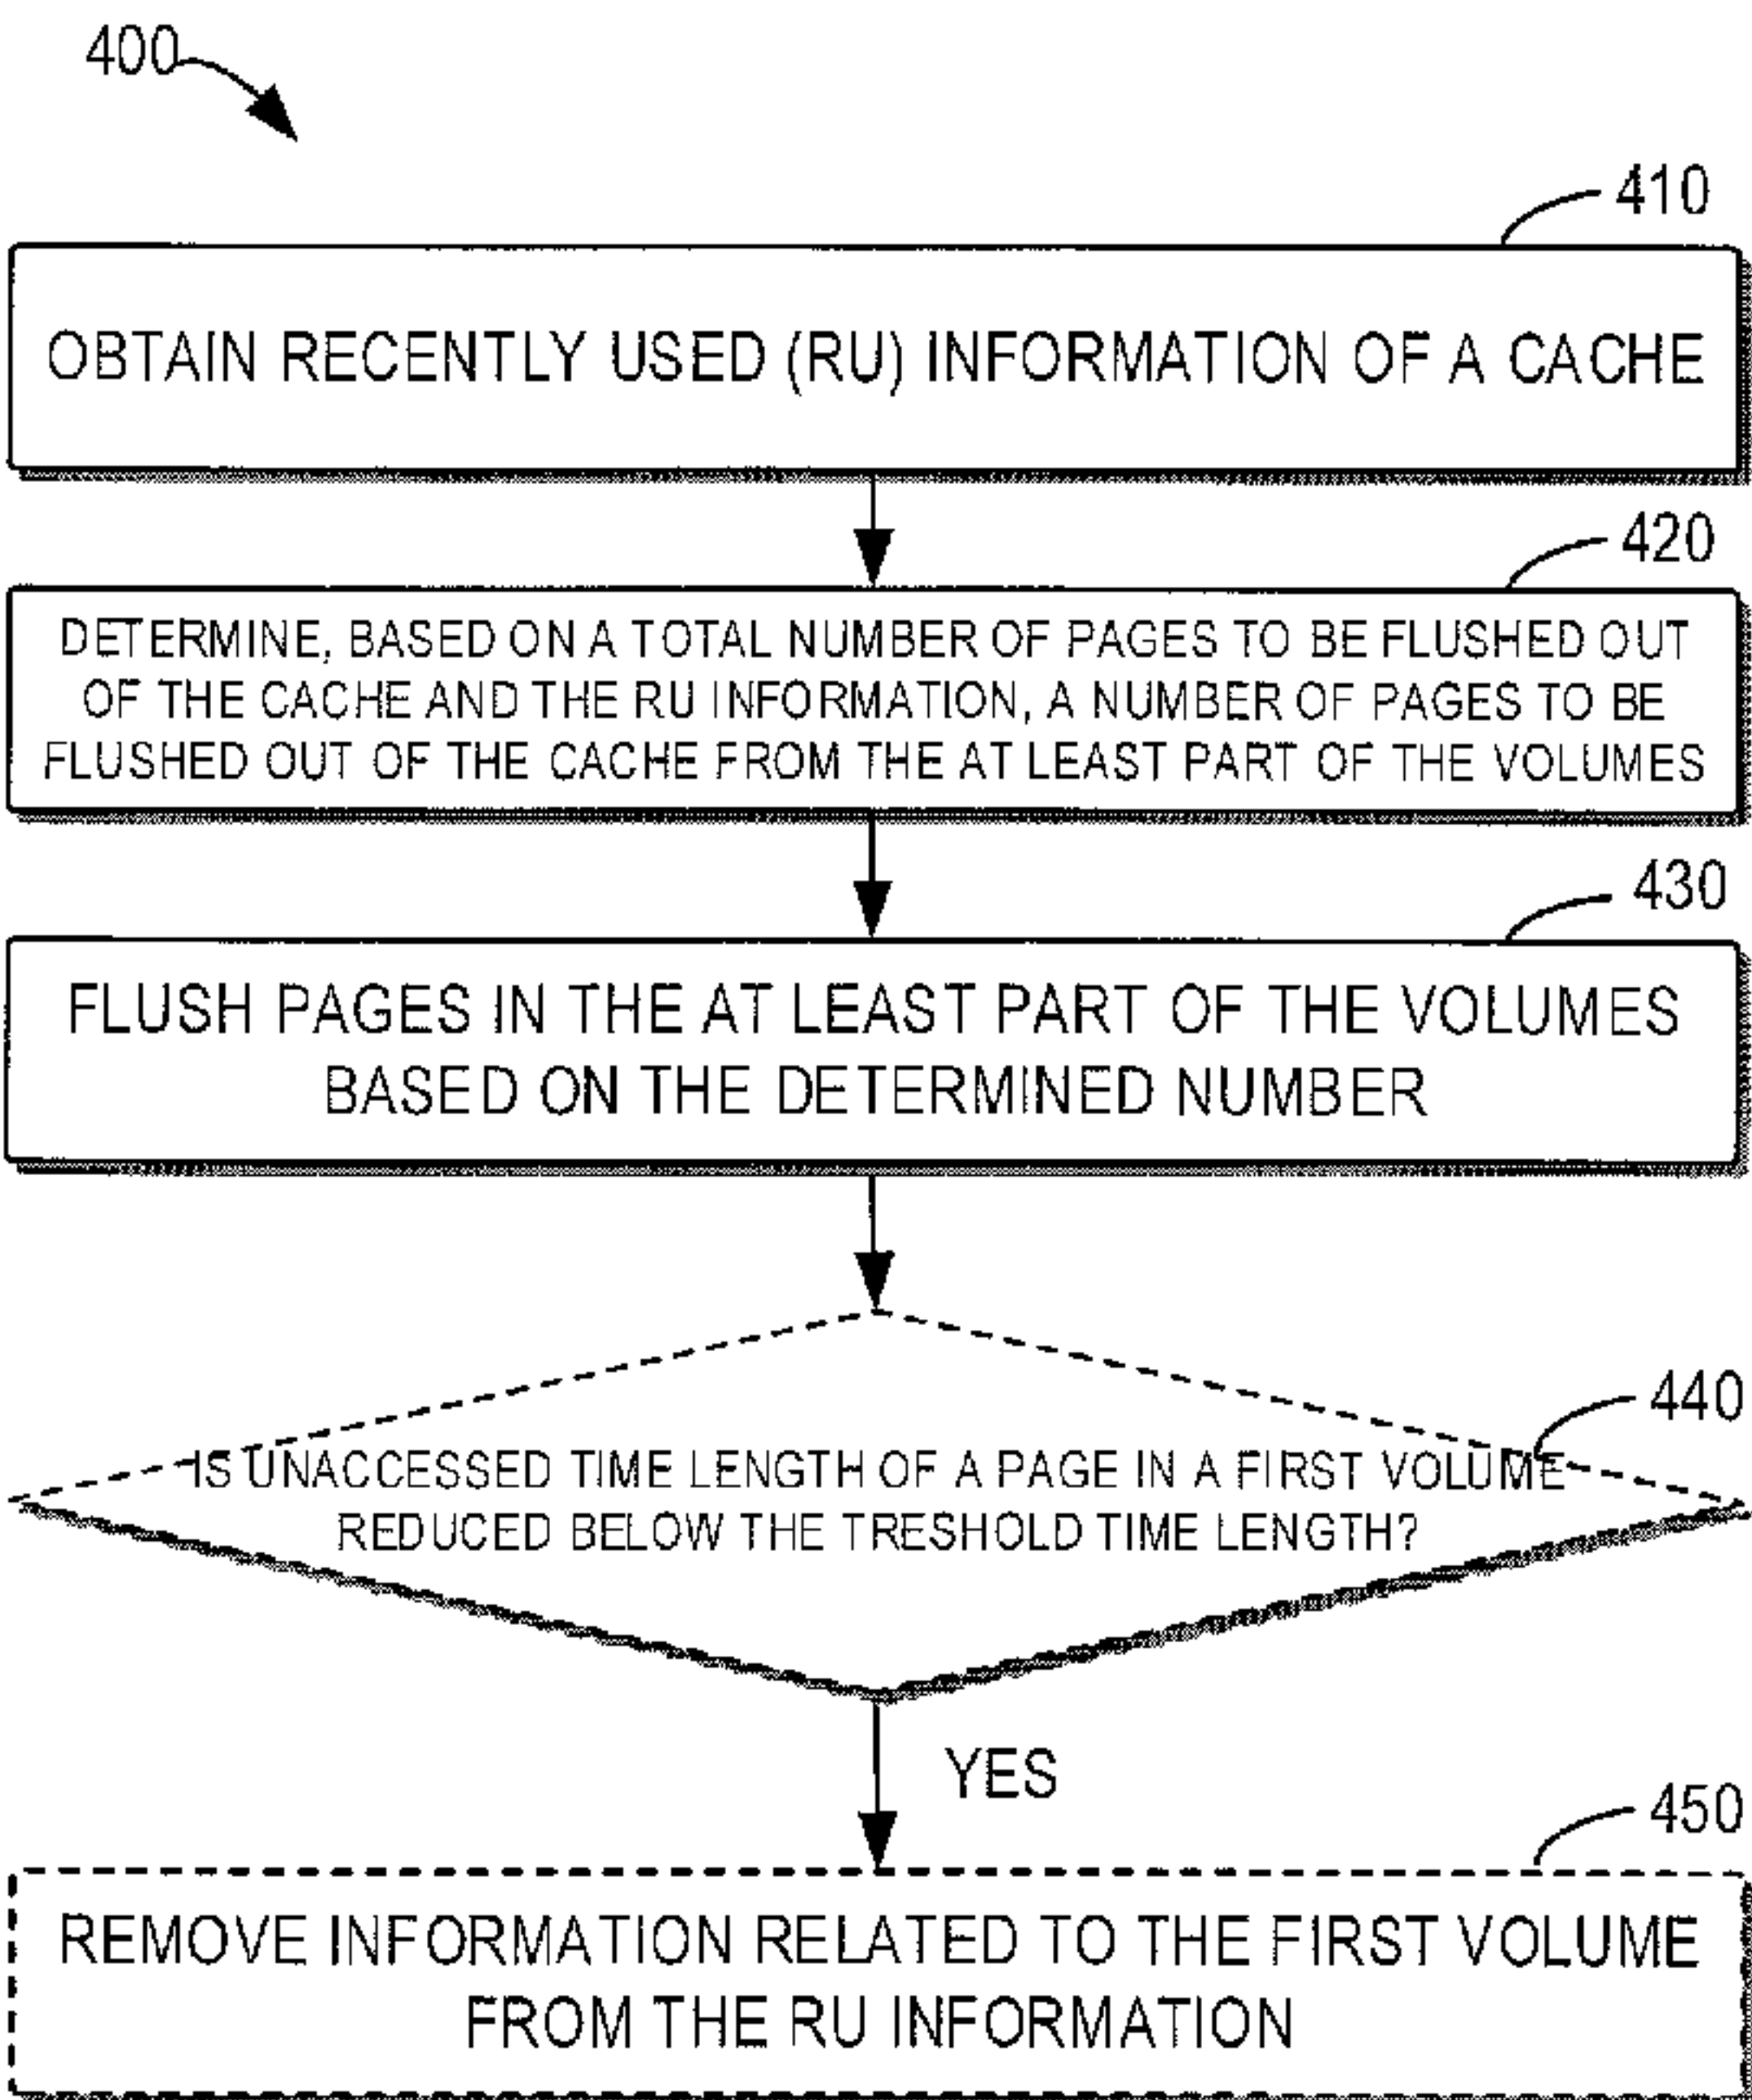 400
410
OBTAIN RECENTLY USED (RU) INFORMATION OF A CACHE
420
DETERMINE, BASED ON A TOTAL NUMBER OF PAGES TO BE FLUSHED OUT
OF THE CACHE AND THE RU INFORMATION, A NUMBER OF PAGES TO BE
FLUSHED OUT OF THE CACHE FROM THE AT LEAST PART OF THE VOLUMES
430
FLUSH PAGES IN THE AT LEAST PART OF THE VOLUMES
BASED ON THE DETERMINED NUMBER
440
IS UNACCESSED TIME LENGTH OF A PAGE IN A FIRST VOLUME
REDUCED BELOW THE TRESHOLD TIME LENGTH?
YES
450
REMOVE INFORMATION RELATED TO THE FIRST VOLUME
FROM THE RU INFORMATION